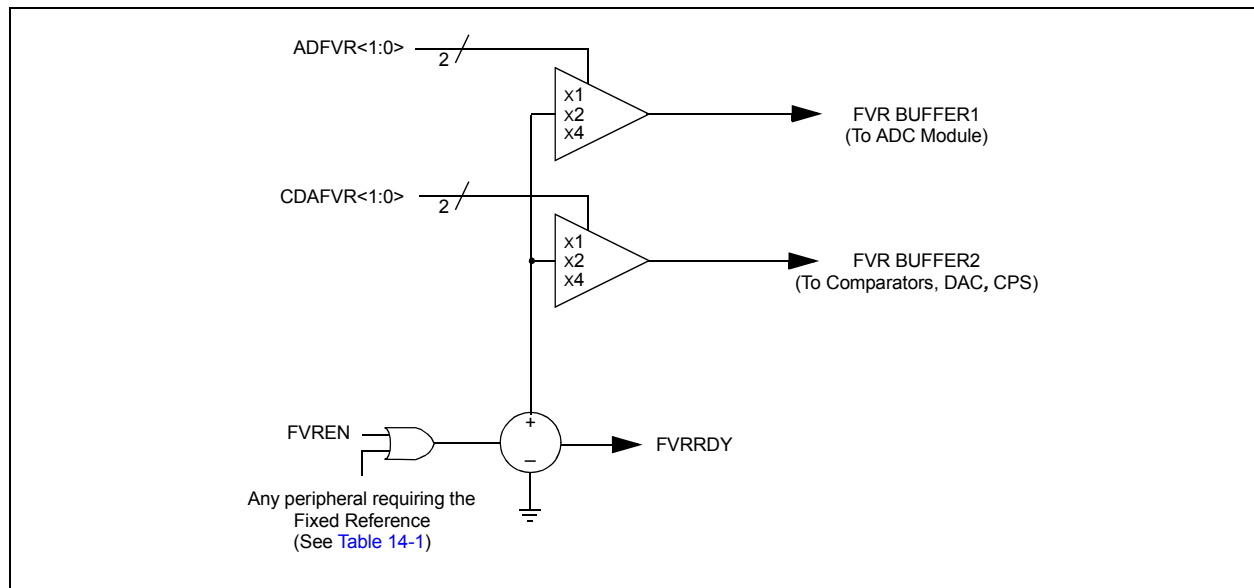 ADFVR<1:0>
2
X1
X2
X4
FVR BUFFER1
(To ADC Module)
CDAFVR<1:0>
2
X1
X2
X4
FVR BUFFER2
(To Comparators, DAC, CPS)
FVREN
+
–
FVRRDY
Any peripheral requiring the
Fixed Reference
(See Table 14-1)